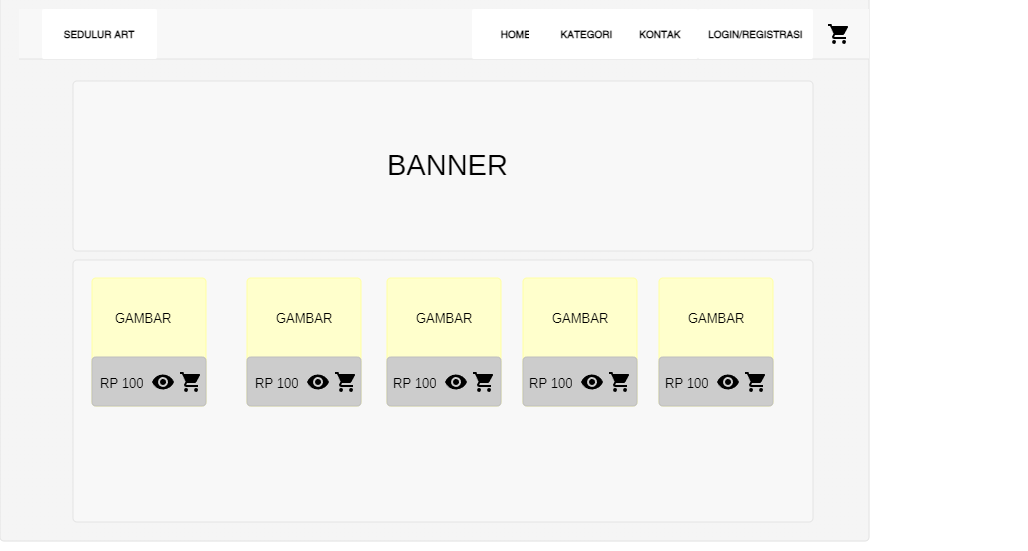 SEDULUR ART
HOME KATEGORI KONTAK LOGIN/REGISTRASI
BANNER
GAMBAR GAMBAR GAMBAR GAMBAR GAMBAR
RP 100 RP 100 RP 100 RP 100 RP 100